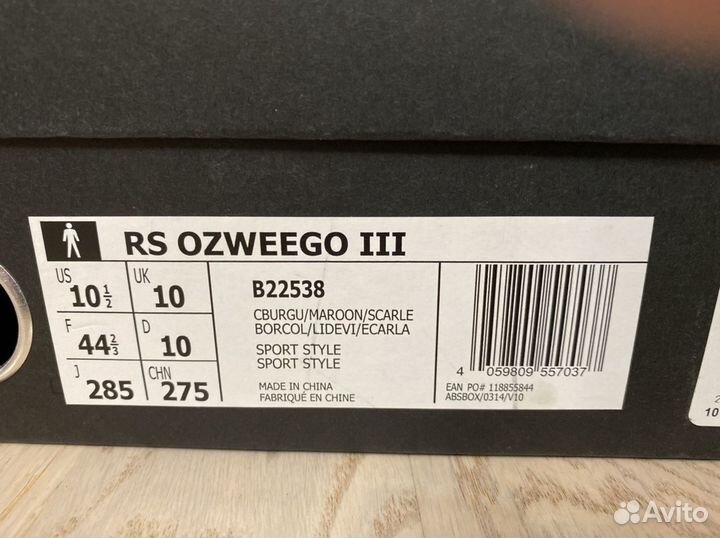 RS OZWEEGO III
US 10½ UK 10
F 44⅔ D 10
J 285 CHN 275
B22538
CBURGU/MAROON/SCARLE
BORCOL/LIDEVI/ECARLA
SPORT STYLE
SPORT STYLE
MADE IN CHINA
FABRIQUÉ EN CHINE
4 059809 557037
EAN PO# 118855844
ABSBOX/0314/V10
2
10
Avito